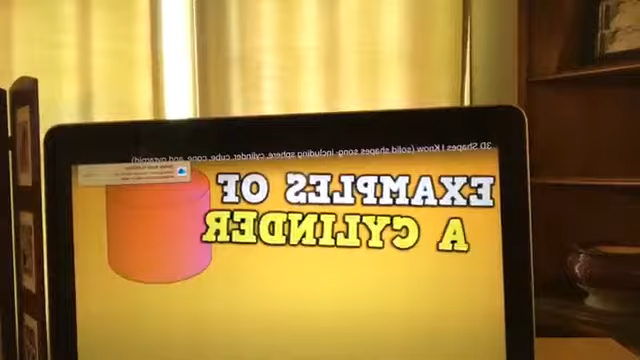 3D Shapes I Know (solid shapes song- including sphere, cylinder, cube, cone, and pyramid)
EXAMPLES OF
A CYLINDER